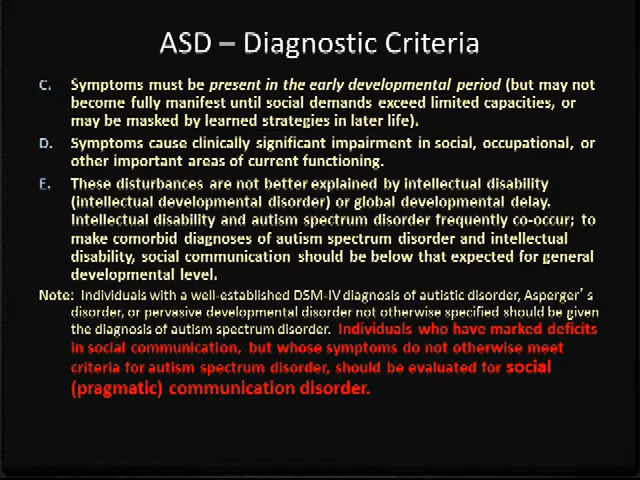 ASD – Diagnostic Criteria
C. Symptoms must be present in the early developmental period (but may not
become fully manifest until social demands exceed limited capacities, or
may be masked by learned strategies in later life).
D. Symptoms cause clinically significant impairment in social, occupational, or
other important areas of current functioning.
E. These disturbances are not better explained by intellectual disability
(intellectual developmental disorder) or global developmental delay.
Intellectual disability and autism spectrum disorder frequently co-occur; to
make comorbid diagnoses of autism spectrum disorder and intellectual
disability, social communication should be below that expected for general
developmental level.
Note: Individuals with a well-established DSM-IV diagnosis of autistic disorder, Asperger's
disorder, or pervasive developmental disorder not otherwise specified should be given
the diagnosis of autism spectrum disorder. Individuals who have marked deficits
in social communication, but whose symptoms do not otherwise meet
criteria for autism spectrum disorder, should be evaluated for social
(pragmatic) communication disorder.